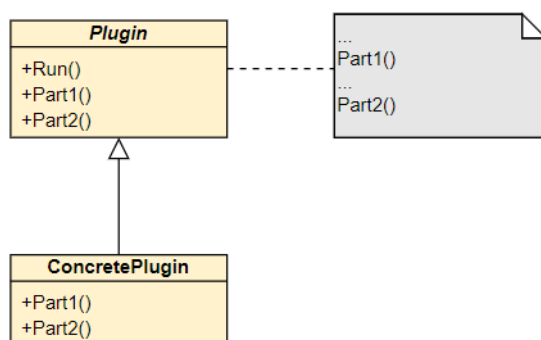 Plugin
+Run()
+Part1()
+Part2()
...
Part1()
...
Part2()
ConcretePlugin
+Part1()
+Part2()